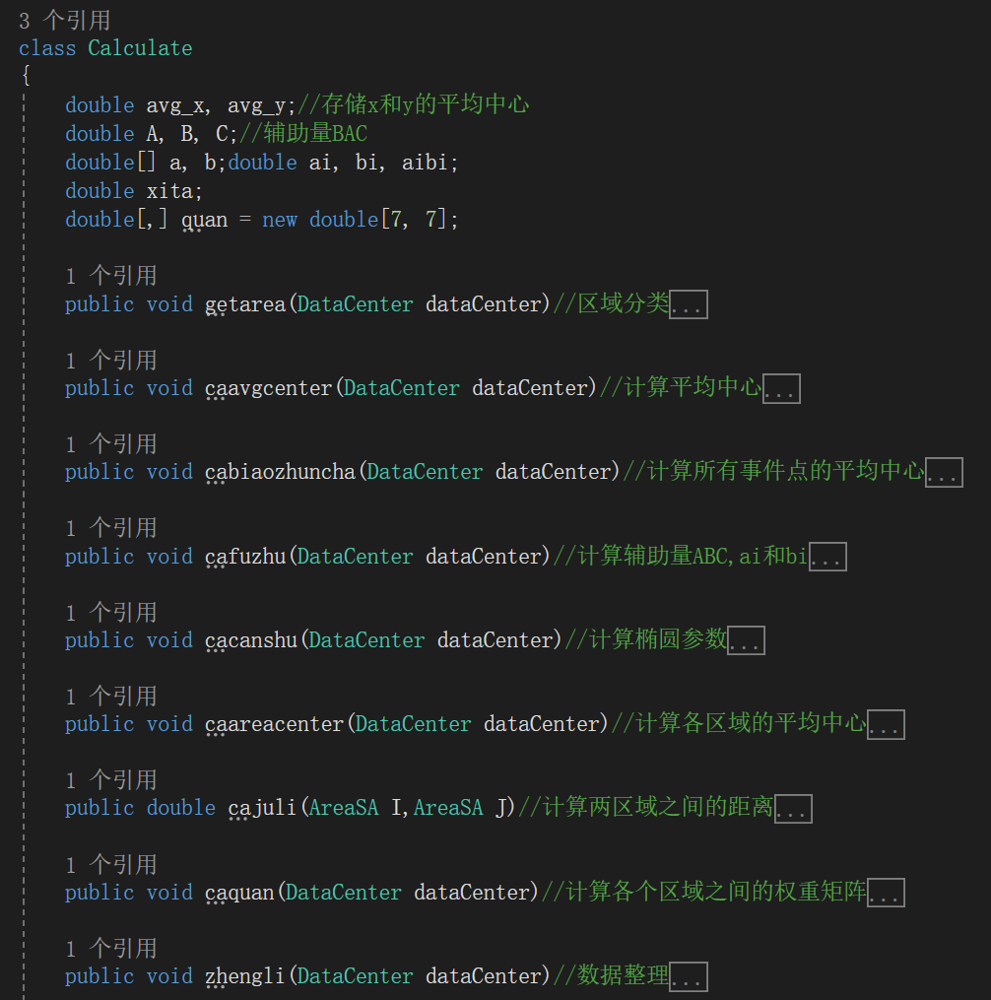 3 个引用
class Calculate
{
double avg_x, avg_y;//存储x和y的平均中心
double A, B, C;//辅助量BAC
double[] a, b;double ai, bi, aibi;
double xita;
double[,] quan = new double[7, 7];
1 个引用
public void getarea(DataCenter dataCenter)//区域分类...
1 个引用
public void caavgcenter(DataCenter dataCenter)//计算平均中心...
1 个引用
public void cabiaozhuncha(DataCenter dataCenter)//计算所有事件点的平均中心...
1 个引用
public void cafuzhu(DataCenter dataCenter)//计算辅助量ABC,ai和bi...
1 个引用
public void cacanshu(DataCenter dataCenter)//计算椭圆参数...
1 个引用
public void caareacenter(DataCenter dataCenter)//计算各区域的平均中心...
1 个引用
public double cajuli(AreaSA I,AreaSA J)//计算两区域之间的距离...
1 个引用
public void caquan(DataCenter dataCenter)//计算各个区域之间的权重矩阵...
1 个引用
public void zhengli(DataCenter dataCenter)//数据整理...